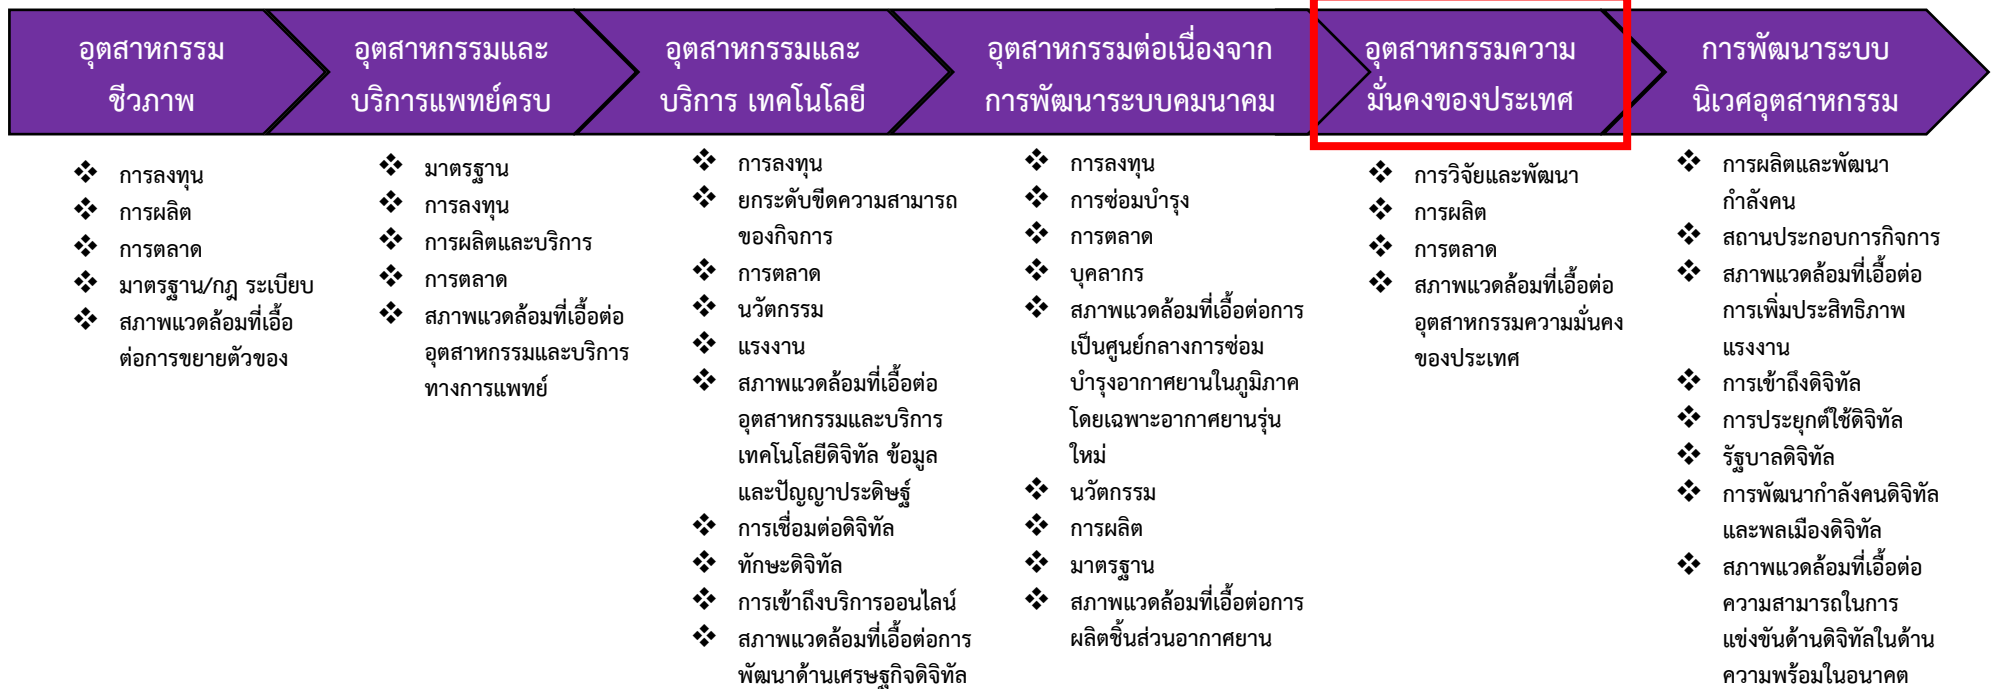 อุตสาหกรรม
ชีวภาพ
อุตสาหกรรมและ
บริการแพทย์ครบ
อุตสาหกรรมและ
บริการ เทคโนโลยี
อุตสาหกรรมต่อเนื่องจาก
การพัฒนาระบบคมนาคม
อุตสาหกรรมความ
มั่นคงของประเทศ
การพัฒนาระบบ
นิเวศอุตสาหกรรม
❖ การลงทุน
❖ การผลิต
❖ การตลาด
❖ มาตรฐาน/กฎ ระเบียบ
❖ สภาพแวดล้อมที่เอื้อ
ต่อการขยายตัวของ
❖ มาตรฐาน
❖ การลงทุน
❖ การผลิตและบริการ
❖ การตลาด
❖ สภาพแวดล้อมที่เอื้อต่อ
อุตสาหกรรมและบริการ
ทางการแพทย์
❖ การลงทุน
❖ ยกระดับขีดความสามารถ
ของกิจการ
❖ การตลาด
❖ นวัตกรรม
❖ แรงงาน
❖ สภาพแวดล้อมที่เอื้อต่อ
อุตสาหกรรมและบริการ
เทคโนโลยีดิจิทัล ข้อมูล
และปัญญาประดิษฐ์
❖ การเชื่อมต่อดิจิทัล
❖ ทักษะดิจิทัล
❖ การเข้าถึงบริการออนไลน์
❖ สภาพแวดล้อมที่เอื้อต่อการ
พัฒนาด้านเศรษฐกิจดิจิทัล
❖ การลงทุน
❖ การซ่อมบำรุง
❖ การตลาด
❖ บุคลากร
❖ สภาพแวดล้อมที่เอื้อต่อการ
เป็นศูนย์กลางการซ่อม
บำรุงอากาศยานในภูมิภาค
โดยเฉพาะอากาศยานรุ่น
ใหม่
❖ นวัตกรรม
❖ การผลิต
❖ มาตรฐาน
❖ สภาพแวดล้อมที่เอื้อต่อการ
ผลิตชิ้นส่วนอากาศยาน
❖ การวิจัยและพัฒนา
❖ การผลิต
❖ การตลาด
❖ สภาพแวดล้อมที่เอื้อต่อ
อุตสาหกรรมความมั่นคง
ของประเทศ
❖ การผลิตและพัฒนา
กำลังคน
❖ สถานประกอบการกิจการ
❖ สภาพแวดล้อมที่เอื้อต่อ
การเพิ่มประสิทธิภาพ
แรงงาน
❖ การเข้าถึงดิจิทัล
❖ การประยุกต์ใช้ดิจิทัล
❖ รัฐบาลดิจิทัล
❖ การพัฒนากำลังคนดิจิทัล
และพลเมืองดิจิทัล
❖ สภาพแวดล้อมที่เอื้อต่อ
ความสามารถในการ
แข่งขันด้านดิจิทัลในด้าน
ความพร้อมในอนาคต